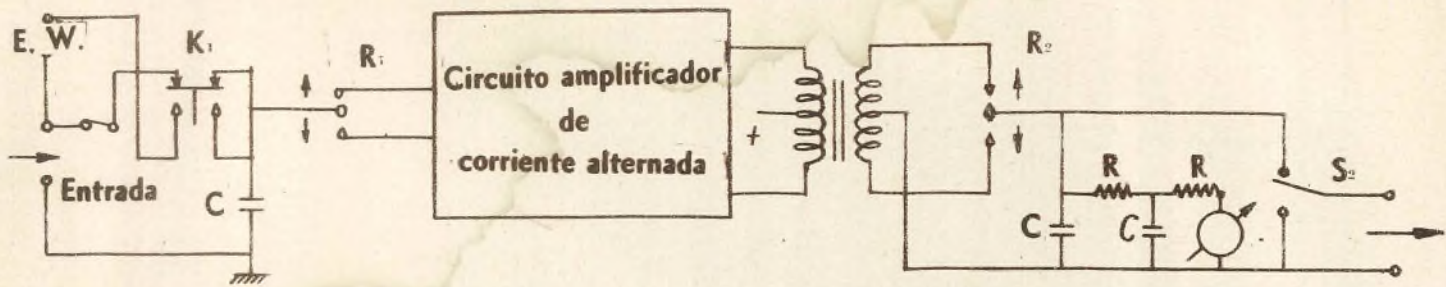 E. W.
K₁
Entrada
C
R₁
Circuito amplificador
de
corriente alternada
+
R₂
C
R
C
R
S₂